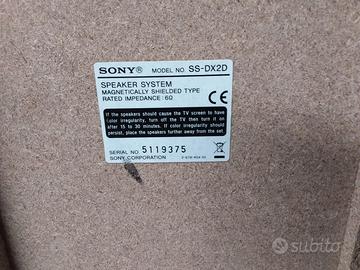 SONY® MODEL NO. SS-DX2D
SPEAKER SYSTEM
MAGNETICALLY SHIELDED TYPE
RATED IMPEDANCE: 6Ω
CE
If the speakers should cause the TV screen to have
color irregularity, turn off the TV then turn it on
after 15 to 30 minutes. If color irregularity should
persist, place the speakers further away from the set.
SERIAL NO. 5119375
SONY CORPORATION
subito